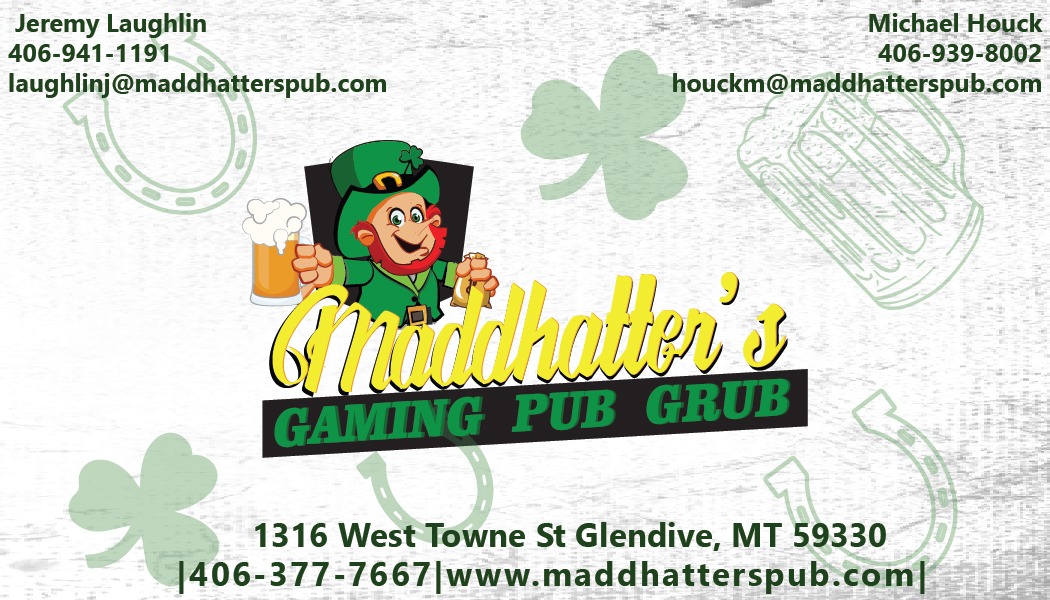 Jeremy Laughlin
406-941-1191
laughlinj@maddhatterspub.com
Michael Houck
406-939-8002
houckm@maddhatterspub.com
Maddhatter's
GAMING PUB GRUB
1316 West Towne St Glendive, MT 59330
|406-377-7667|www.maddhatterspub.com|